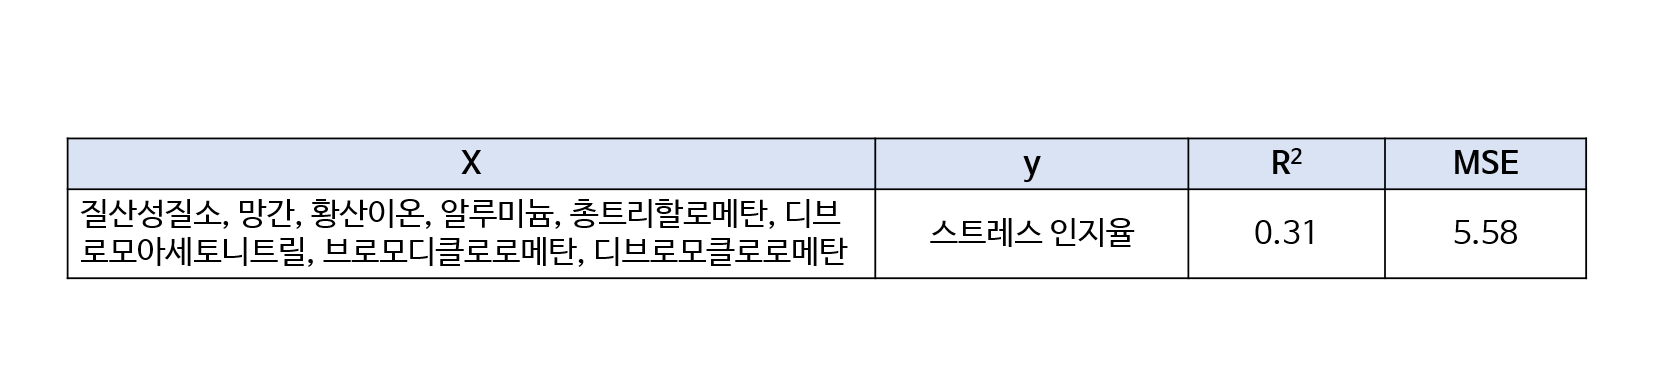 X
y
R²
MSE
질산성질소, 망간, 황산이온, 알루미늄, 총트리할로메탄, 디브
로모아세토니트릴, 브로모디클로로메탄, 디브로모클로로메탄
스트레스 인지율
0.31
5.58